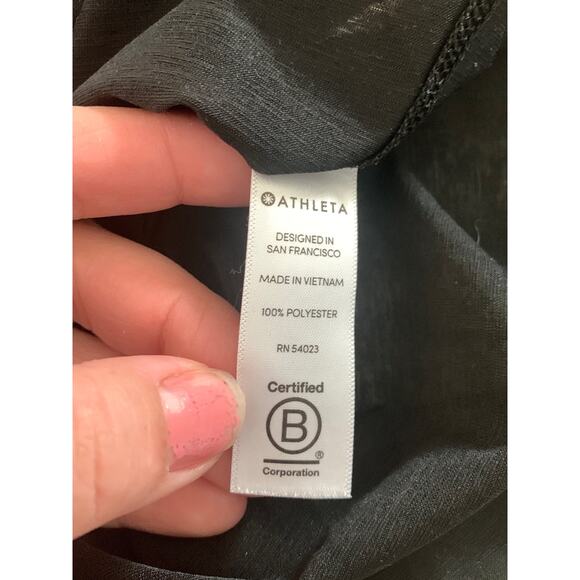 ATHLETA
DESIGNED IN
SAN FRANCISCO
MADE IN VIETNAM
100% POLYESTER
RN 54023
Certified
B
®
Corporation